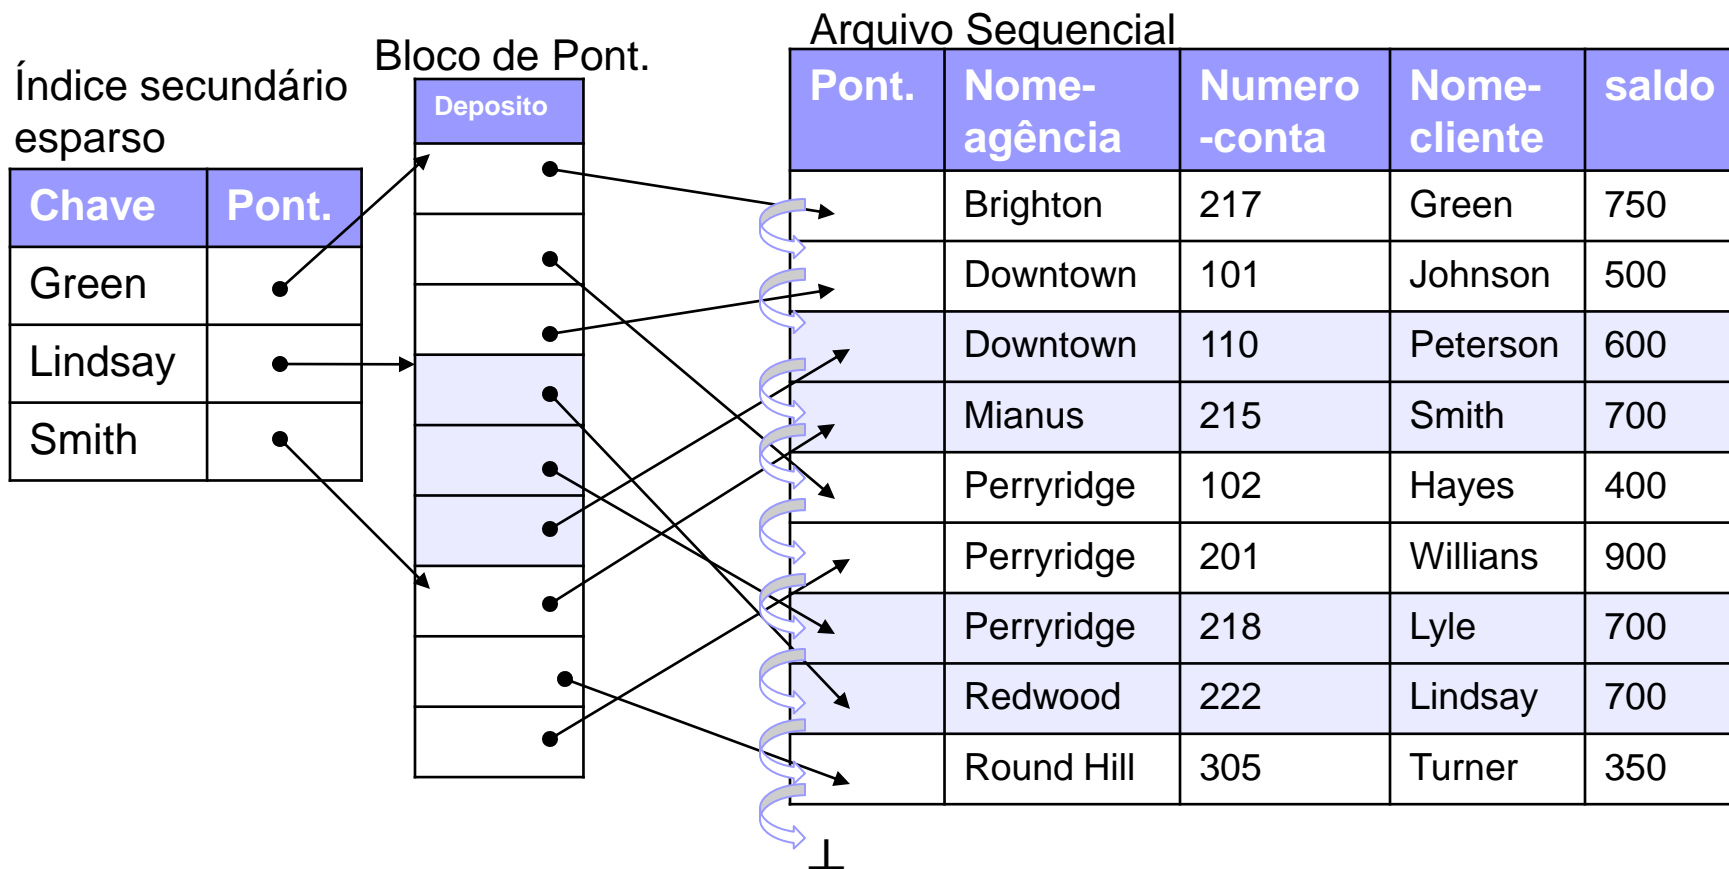 Índice secundário
esparso
Chave Pont.
Green
Lindsay
Smith
Bloco de Pont.
Deposito
Arquivo Sequencial
Pont. Nome-agência Numero-conta Nome-cliente saldo
Brighton 217 Green 750
Downtown 101 Johnson 500
Downtown 110 Peterson 600
Mianus 215 Smith 700
Perryridge 102 Hayes 400
Perryridge 201 Willians 900
Perryridge 218 Lyle 700
Redwood 222 Lindsay 700
Round Hill 305 Turner 350
⊥